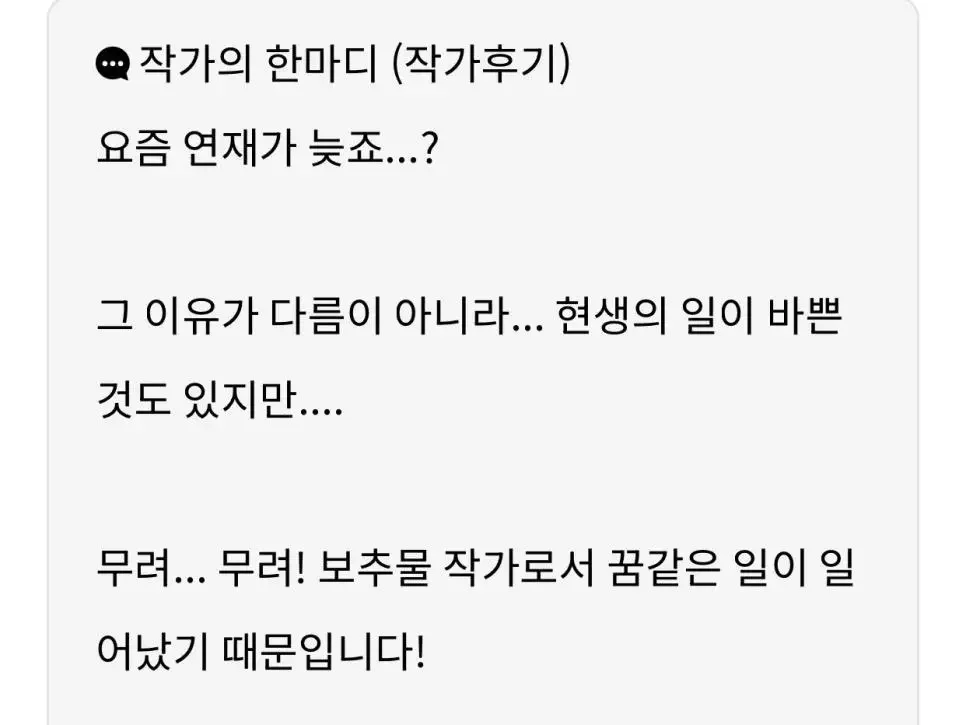 작가의 한마디 (작가후기)
요즘 연재가 늦죠...?
그 이유가 다름이 아니라... 현생의 일이 바쁜
것도 있지만....
무려... 무려! 보추물 작가로서 꿈같은 일이 일
어났기 때문입니다!